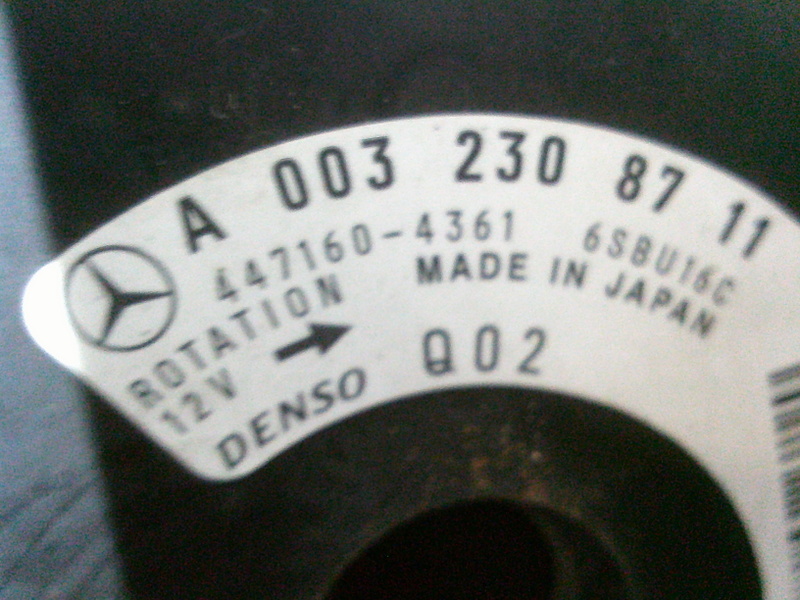 A 003 230 87 11
447160-4361 6SBU16C
ROTATION MADE IN JAPAN
12V Q02
DENSO